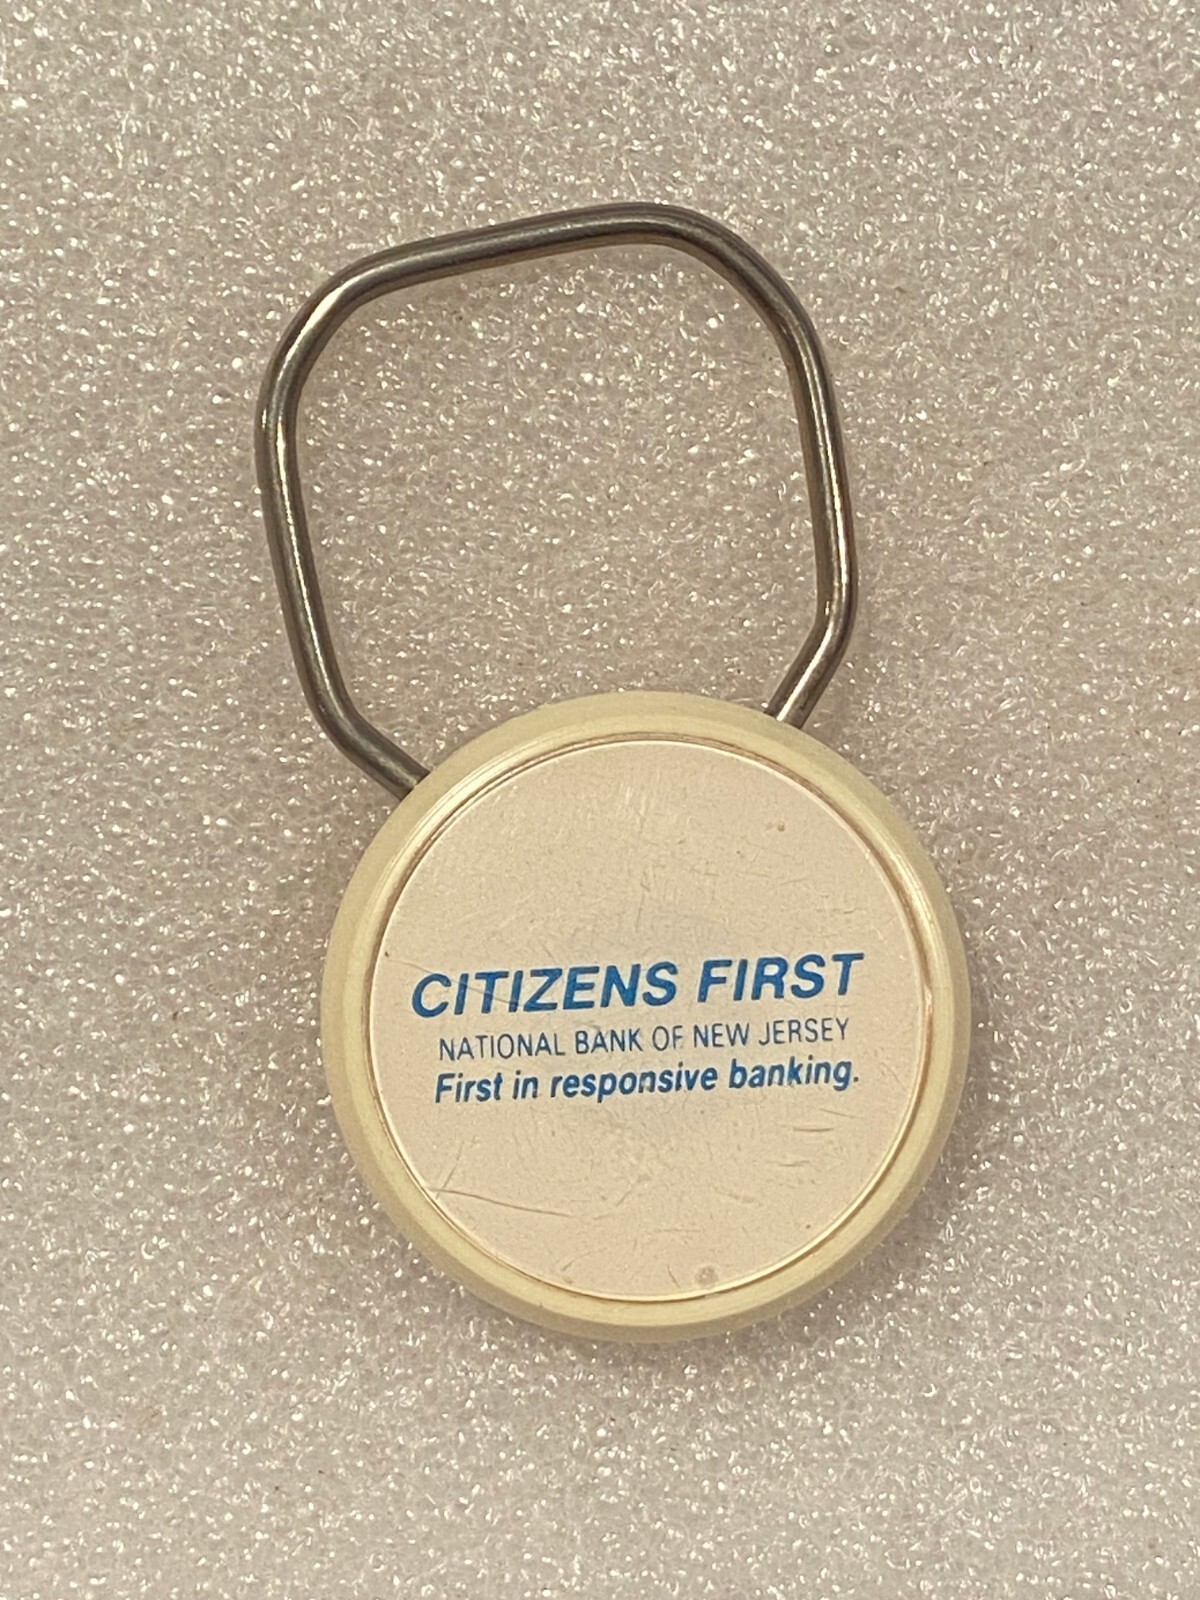 CITIZENS FIRST
NATIONAL BANK OF NEW JERSEY
First in responsive banking.